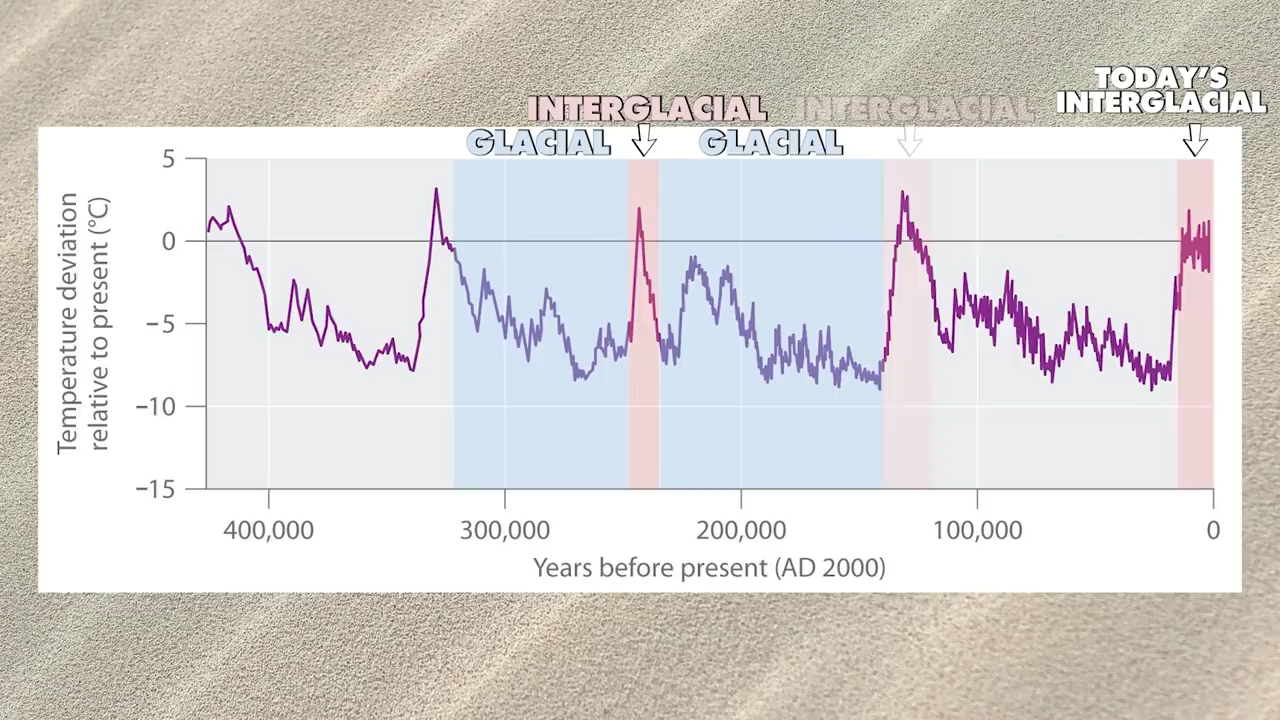 TODAY'S
INTERGLACIAL
INTERGLACIAL
INTERGLACIAL
GLACIAL
GLACIAL
5
0
−5
−10
−15
Temperature deviation
relative to present (°C)
400,000
300,000
200,000
100,000
0
Years before present (AD 2000)